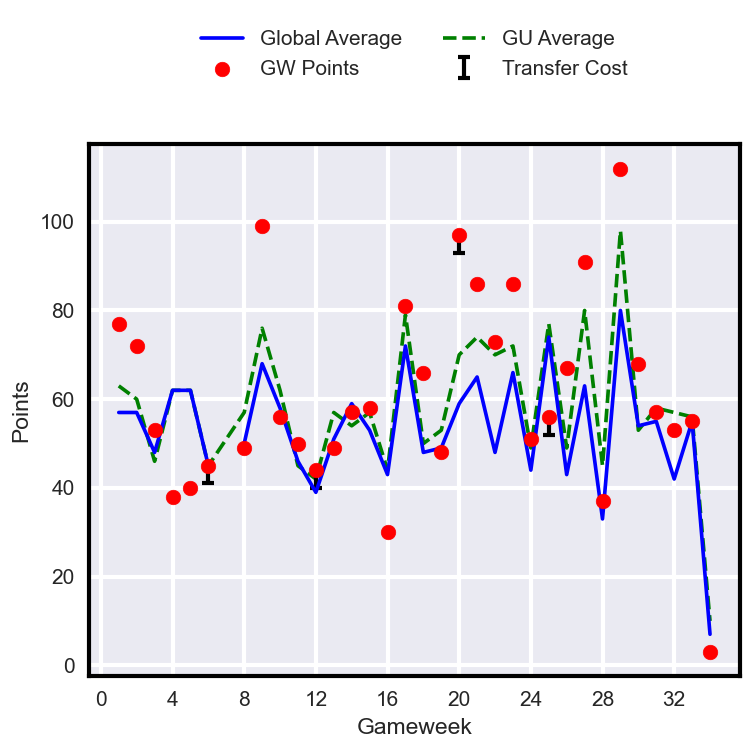 Global Average
GU Average
GW Points
Transfer Cost
100
80
60
40
20
0
Points
0 4 8 12 16 20 24 28 32
Gameweek